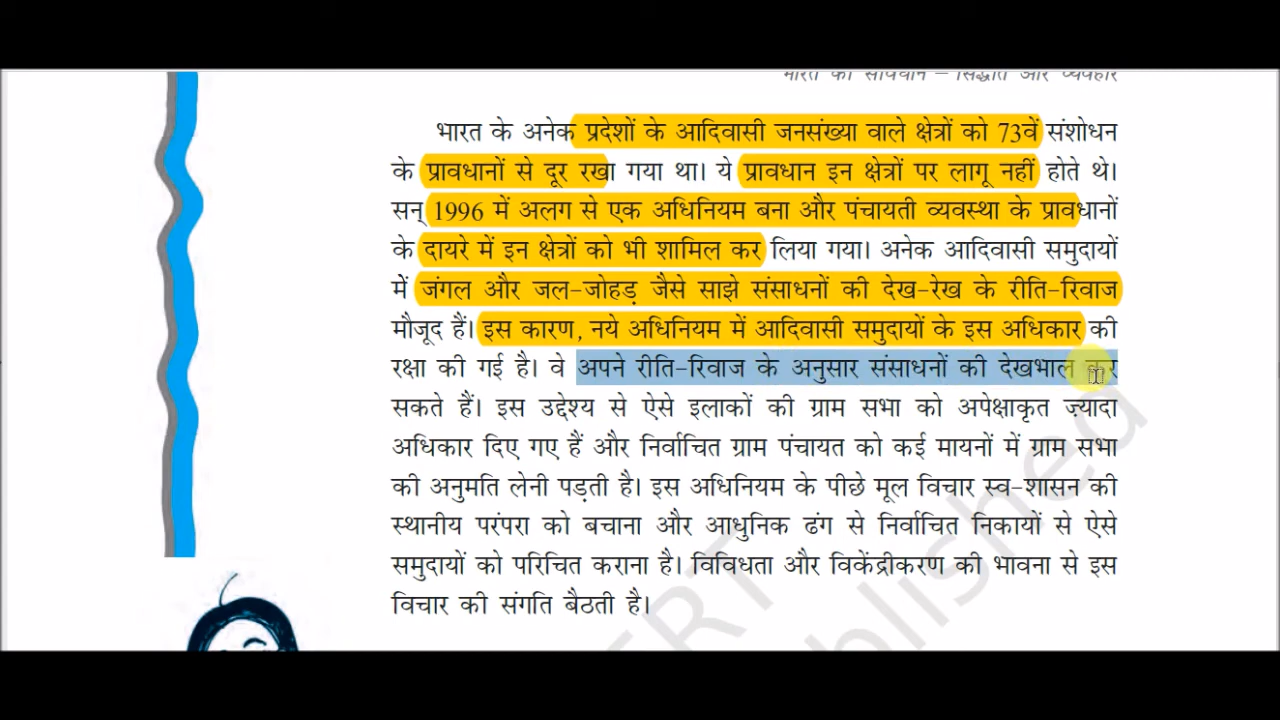 भारत का संविधान – सिद्धांत और व्यवहार
भारत के अनेक प्रदेशों के आदिवासी जनसंख्या वाले क्षेत्रों को 73वें संशोधन
के प्रावधानों से दूर रखा गया था। ये प्रावधान इन क्षेत्रों पर लागू नहीं होते थे।
सन् 1996 में अलग से एक अधिनियम बना और पंचायती व्यवस्था के प्रावधानों
के दायरे में इन क्षेत्रों को भी शामिल कर लिया गया। अनेक आदिवासी समुदायों
में जंगल और जल-जोहड़ जैसे साझे संसाधनों की देख-रेख के रीति-रिवाज
मौजूद हैं। इस कारण, नये अधिनियम में आदिवासी समुदायों के इस अधिकार की
रक्षा की गई है। वे अपने रीति-रिवाज के अनुसार संसाधनों की देखभाल कर
सकते हैं। इस उद्देश्य से ऐसे इलाकों की ग्राम सभा को अपेक्षाकृत ज़्यादा
अधिकार दिए गए हैं और निर्वाचित ग्राम पंचायत को कई मायनों में ग्राम सभा
की अनुमति लेनी पड़ती है। इस अधिनियम के पीछे मूल विचार स्व-शासन की
स्थानीय परंपरा को बचाना और आधुनिक ढंग से निर्वाचित निकायों से ऐसे
समुदायों को परिचित कराना है। विविधता और विकेंद्रीकरण की भावना से इस
विचार की संगति बैठती है।